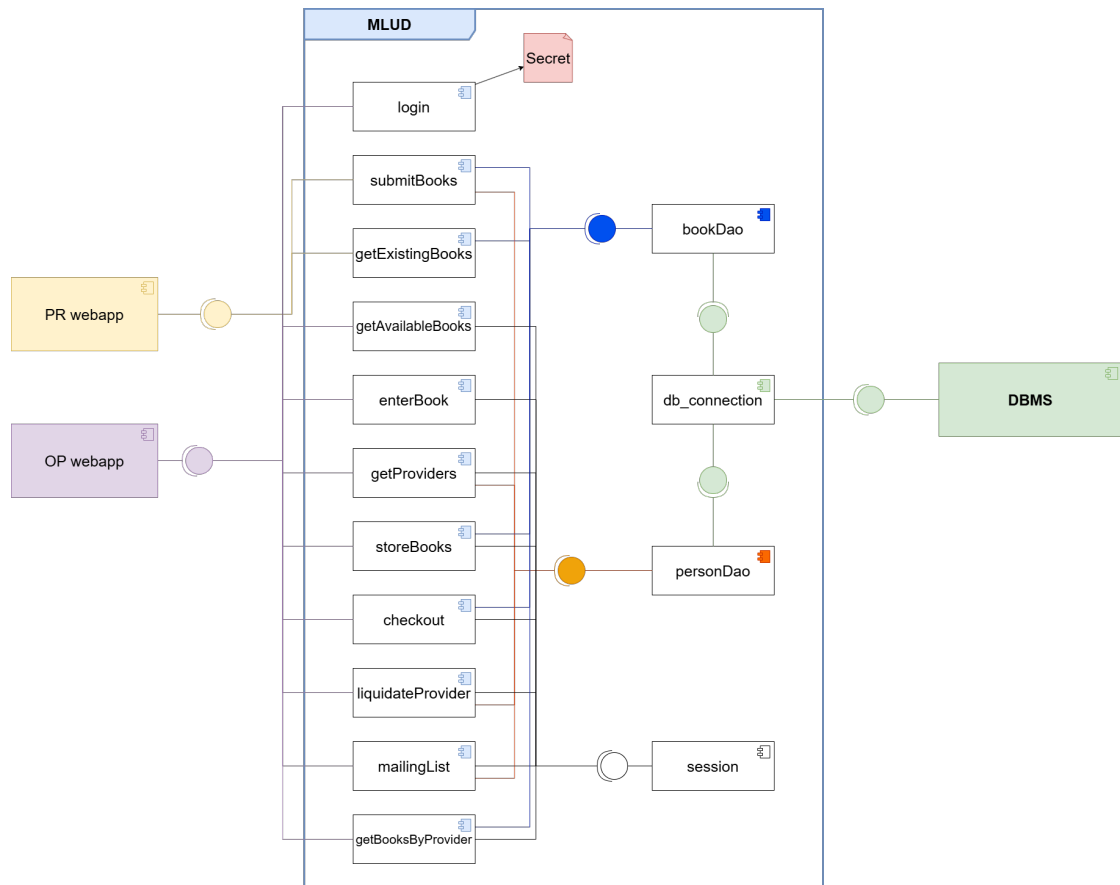 MLUD
Secret
login
submitBooks
bookDao
getExistingBooks
PR webapp
getAvailableBooks
enterBook
db_connection
DBMS
OP webapp
getProviders
storeBooks
personDao
checkout
liquidateProvider
mailingList
session
getBooksByProvider